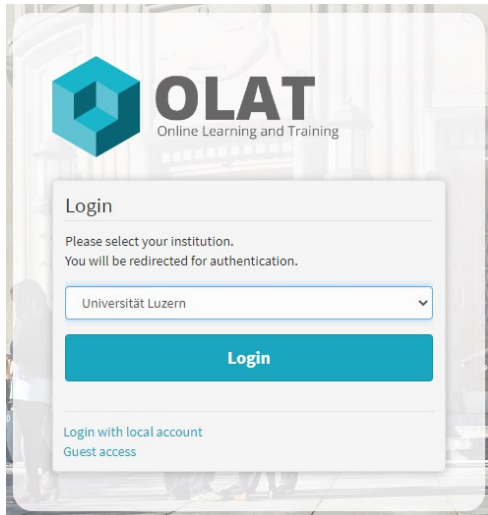 OLAT
Online Learning and Training
Login
Please select your institution.
You will be redirected for authentication.
Universität Luzern
Login
Login with local account
Guest access